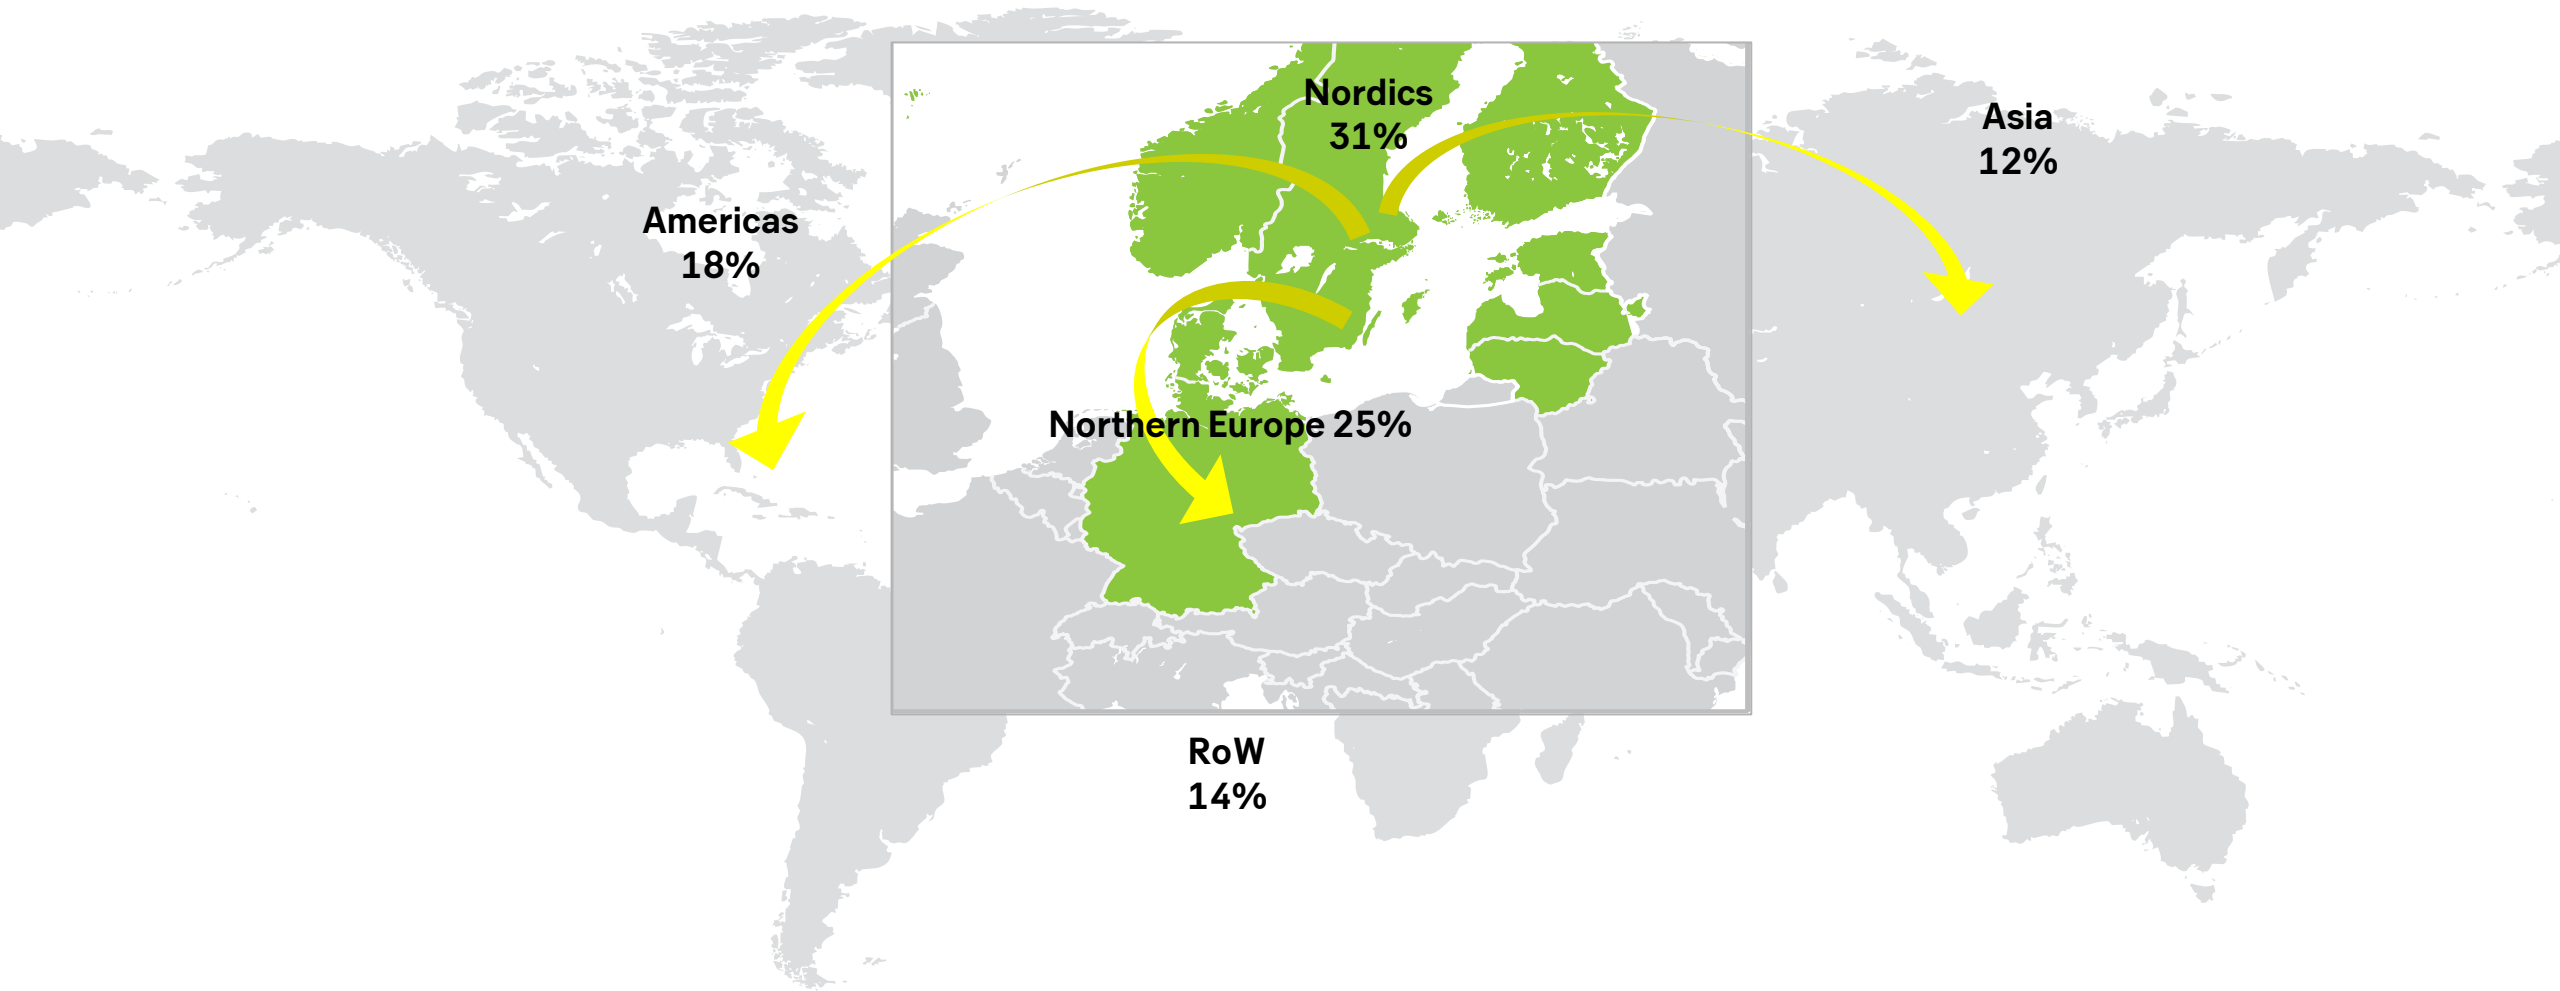 Nordics
31%
Asia
12%
Americas
18%
Northern Europe 25%
RoW
14%